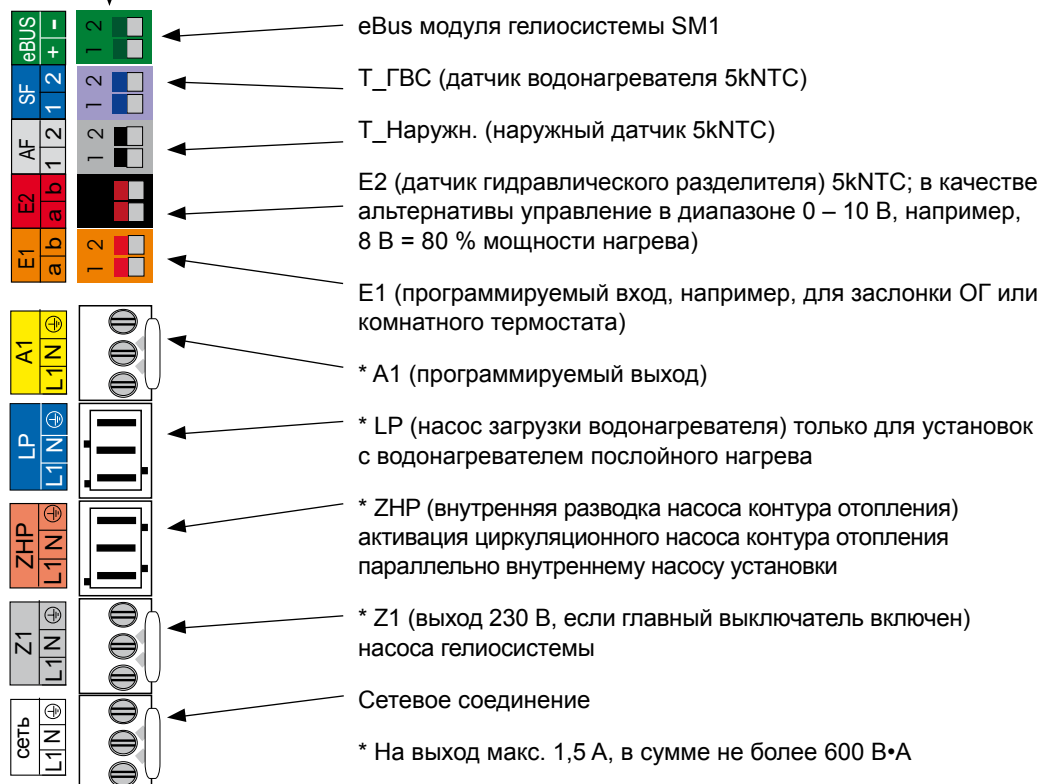 eBUS + - 1 2 eBus модуля гелиосистемы SM1
SF 1 2 1 2 T_ГВС (датчик водонагревателя 5kNTC)
AF 1 2 1 2 T_Наружн. (наружный датчик 5kNTC)
E2 a b E2 (датчик гидравлического разделителя) 5kNTC; в качестве
альтернативы управление в диапазоне 0 – 10 В, например,
8 В = 80 % мощности нагрева)
E1 a b 1 2 E1 (программируемый вход, например, для заслонки ОГ или
комнатного термостата)
A1 L1 N * A1 (программируемый выход)
LP L1 N * LP (насос загрузки водонагревателя) только для установок
с водонагревателем послойного нагрева
ZHP L1 N * ZHP (внутренняя разводка насоса контура отопления)
активация циркуляционного насоса контура отопления
параллельно внутреннему насосу установки
Z1 L1 N * Z1 (выход 230 В, если главный выключатель включен)
насоса гелиосистемы
сеть L1 N Сетевое соединение
* На выход макс. 1,5 А, в сумме не более 600 В•А